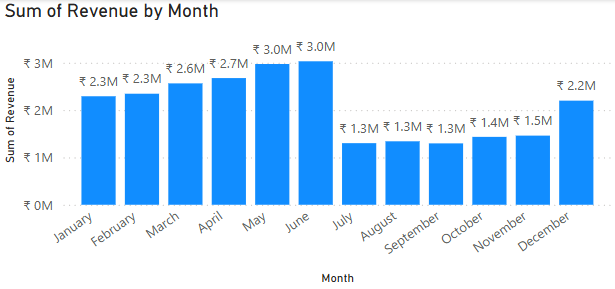 Sum of Revenue by Month
Sum of Revenue
₹ 3M
₹ 2M
₹ 1M
₹ 0M
₹ 2.3M
₹ 2.3M
₹ 2.6M
₹ 2.7M
₹ 3.0M
₹ 3.0M
₹ 1.3M
₹ 1.3M
₹ 1.3M
₹ 1.4M
₹ 1.5M
₹ 2.2M
January
February
March
April
May
June
July
August
September
October
November
December
Month